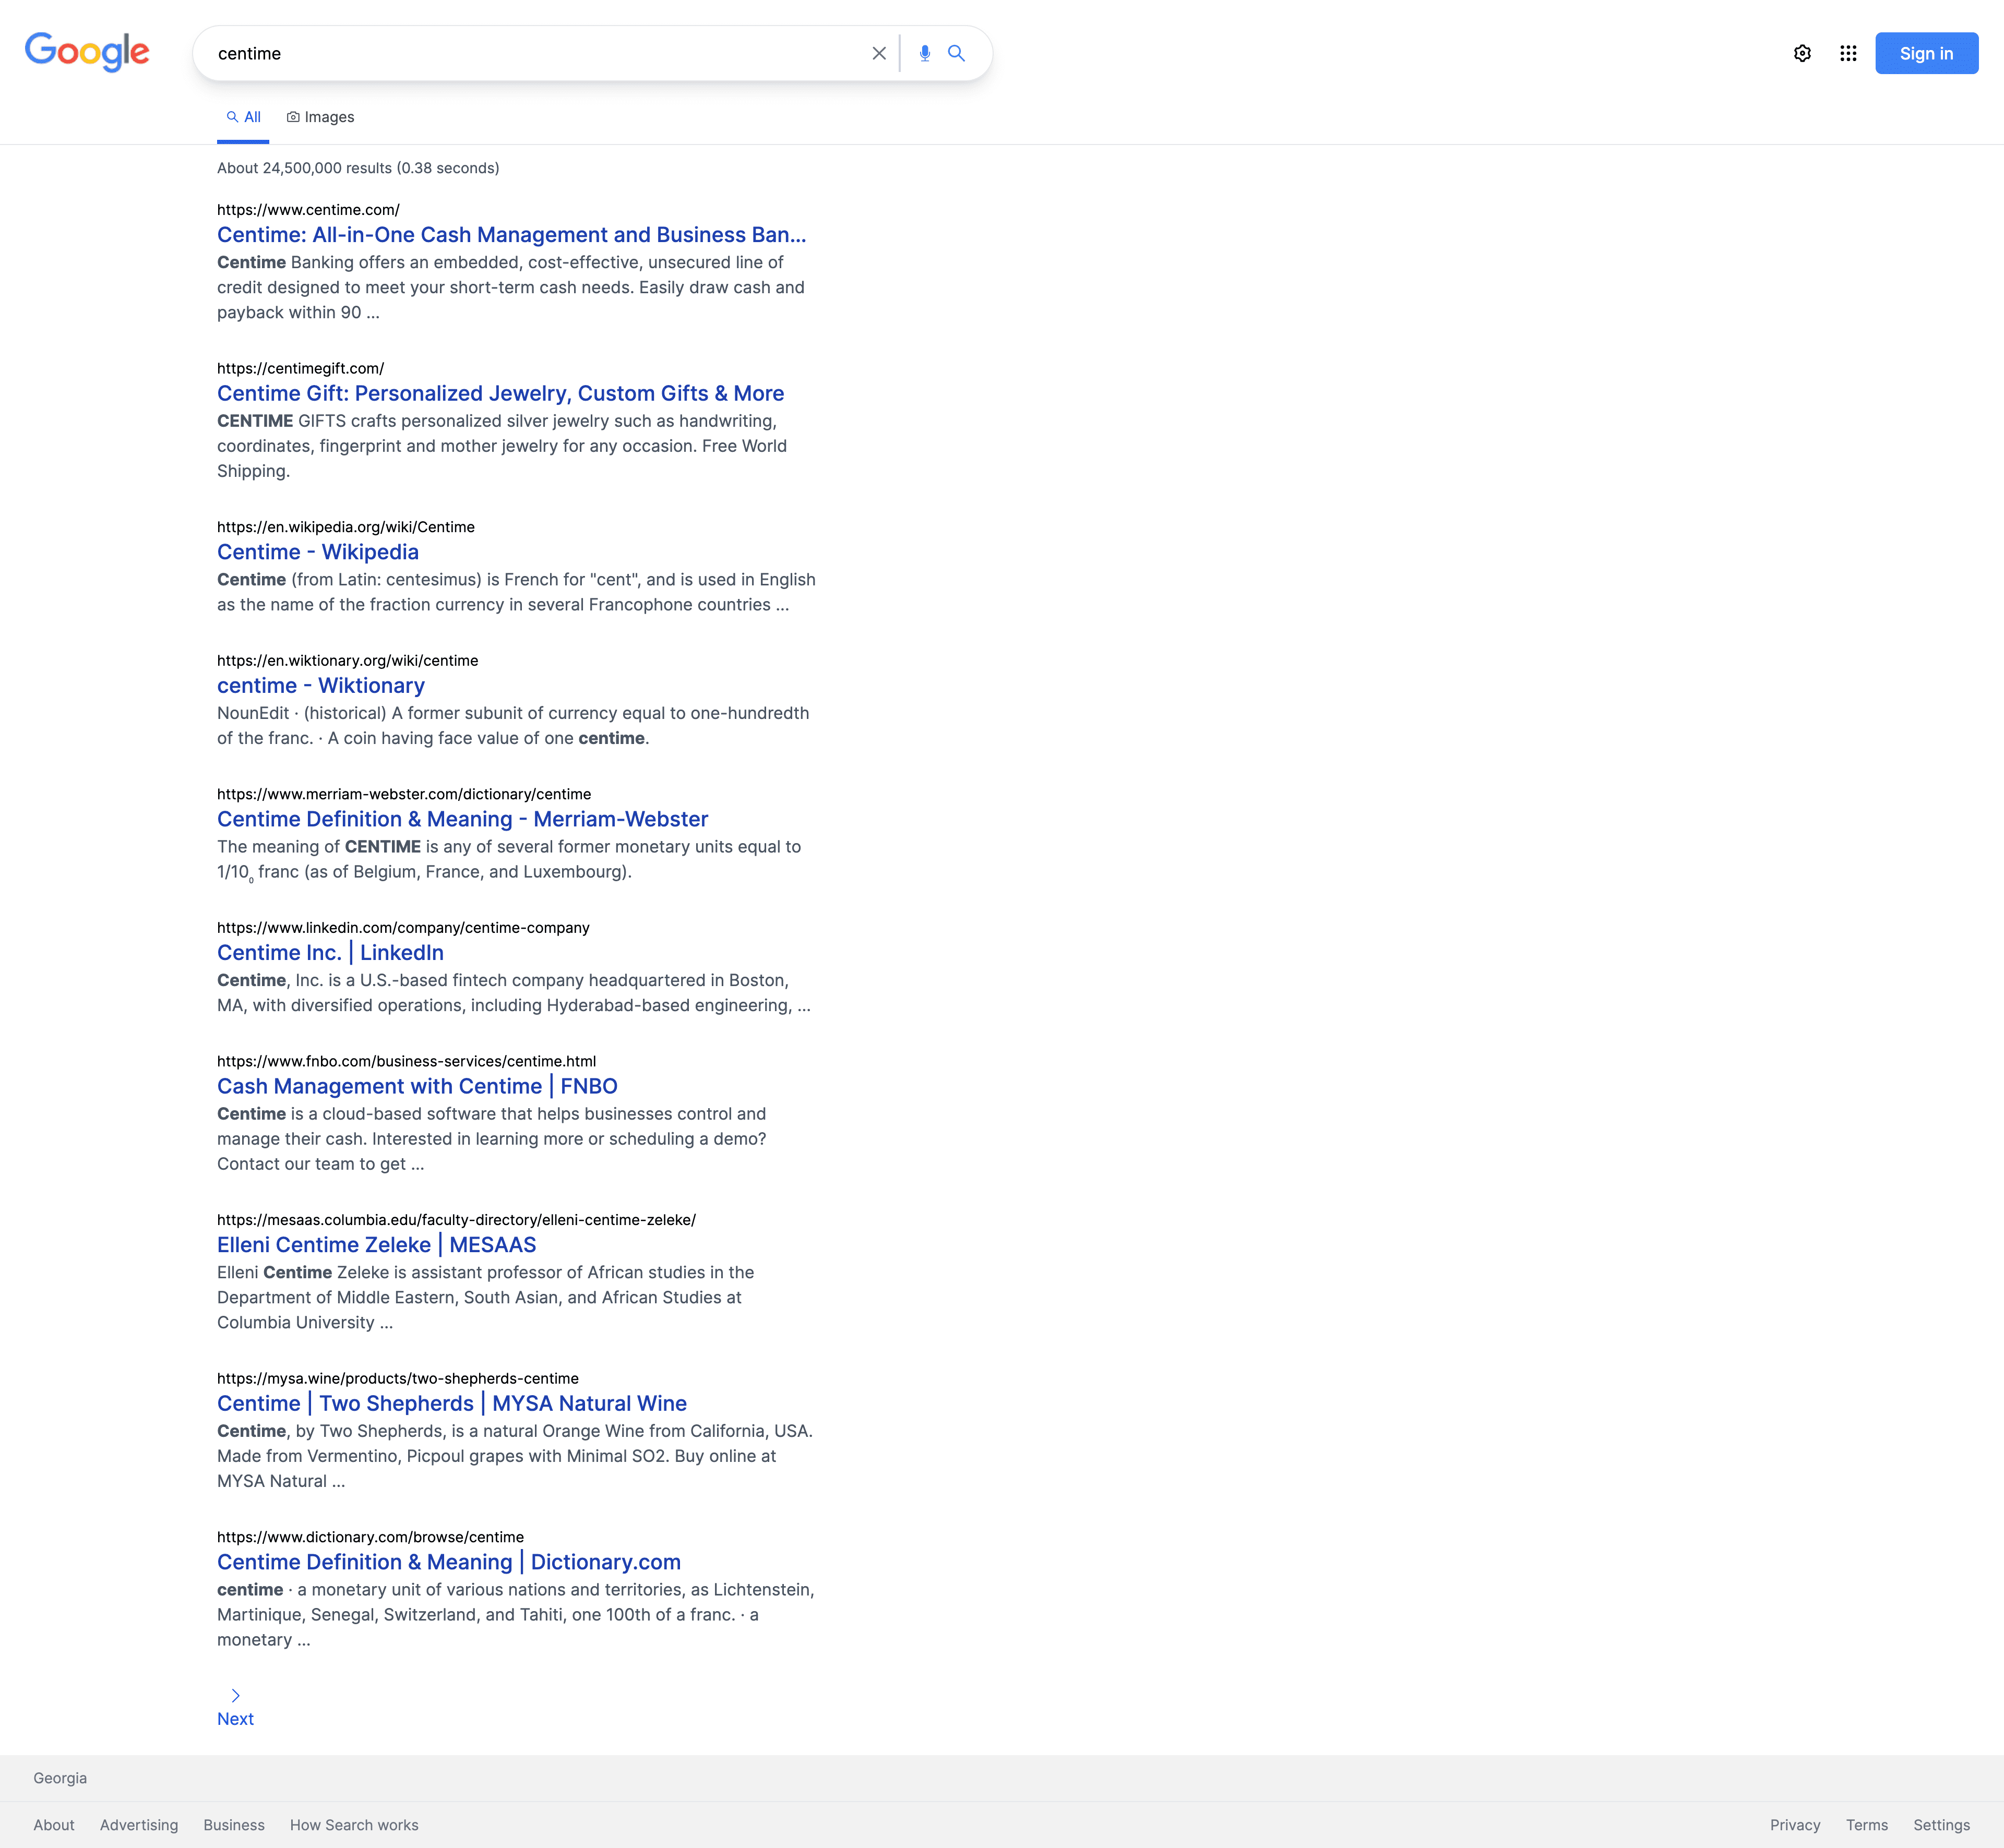 Google
centime
Sign in
All
Images
About 24,500,000 results (0.38 seconds)
https://www.centime.com/
Centime: All-in-One Cash Management and Business Ban...
Centime Banking offers an embedded, cost-effective, unsecured line of
credit designed to meet your short-term cash needs. Easily draw cash and
payback within 90 ...
https://centimegift.com/
Centime Gift: Personalized Jewelry, Custom Gifts & More
CENTIME GIFTS crafts personalized silver jewelry such as handwriting,
coordinates, fingerprint and mother jewelry for any occasion. Free World
Shipping.
https://en.wikipedia.org/wiki/Centime
Centime - Wikipedia
Centime (from Latin: centesimus) is French for "cent", and is used in English
as the name of the fraction currency in several Francophone countries ...
https://en.wiktionary.org/wiki/centime
centime - Wiktionary
NounEdit · (historical) A former subunit of currency equal to one-hundredth
of the franc. · A coin having face value of one centime.
https://www.merriam-webster.com/dictionary/centime
Centime Definition & Meaning - Merriam-Webster
The meaning of CENTIME is any of several former monetary units equal to
1/10₀ franc (as of Belgium, France, and Luxembourg).
https://www.linkedin.com/company/centime-company
Centime Inc. | LinkedIn
Centime, Inc. is a U.S.-based fintech company headquartered in Boston,
MA, with diversified operations, including Hyderabad-based engineering, ...
https://www.fnbo.com/business-services/centime.html
Cash Management with Centime | FNBO
Centime is a cloud-based software that helps businesses control and
manage their cash. Interested in learning more or scheduling a demo?
Contact our team to get ...
https://mesaas.columbia.edu/faculty-directory/elleni-centime-zeleke/
Elleni Centime Zeleke | MESAAS
Elleni Centime Zeleke is assistant professor of African studies in the
Department of Middle Eastern, South Asian, and African Studies at
Columbia University ...
https://mysa.wine/products/two-shepherds-centime
Centime | Two Shepherds | MYSA Natural Wine
Centime, by Two Shepherds, is a natural Orange Wine from California, USA.
Made from Vermentino, Picpoul grapes with Minimal SO2. Buy online at
MYSA Natural ...
https://www.dictionary.com/browse/centime
Centime Definition & Meaning | Dictionary.com
centime · a monetary unit of various nations and territories, as Lichtenstein,
Martinique, Senegal, Switzerland, and Tahiti, one 100th of a franc. · a
monetary ...
Next
Georgia
About
Advertising
Business
How Search works
Privacy
Terms
Settings